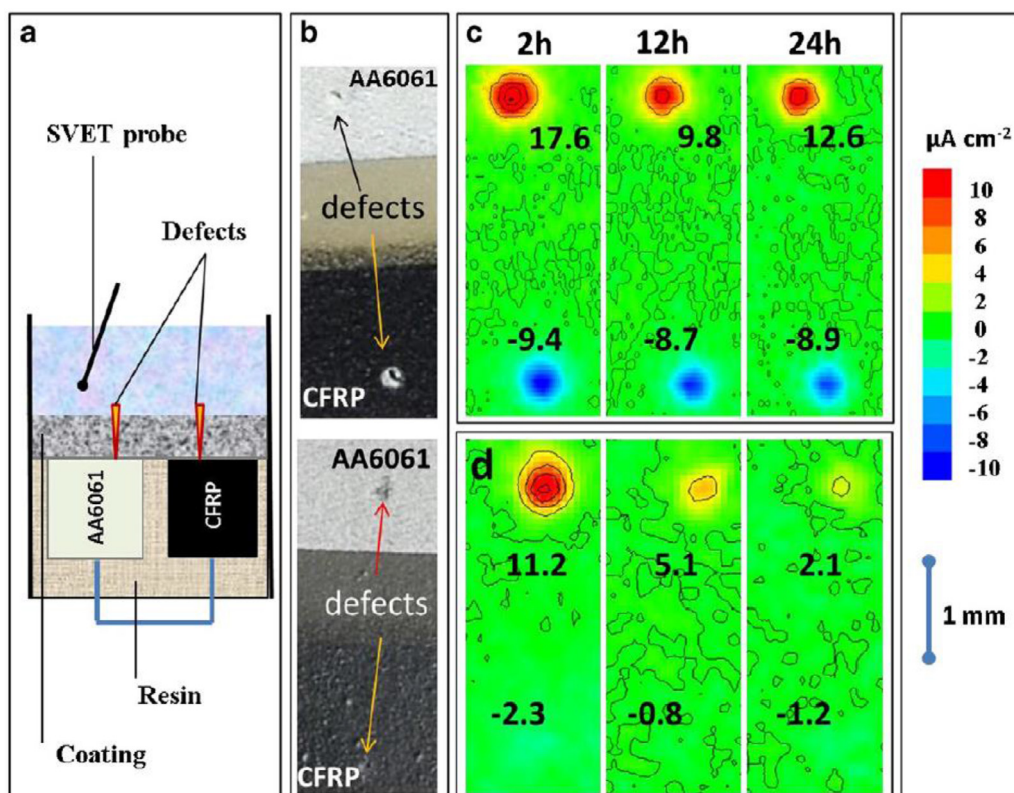 a
SVET probe
Defects
AA6061
CFRP
Resin
Coating
b
AA6061
defects
CFRP
AA6061
defects
CFRP
c
2h 12h 24h
17.6 9.8 12.6
-9.4 -8.7 -8.9
d
11.2 5.1 2.1
-2.3 -0.8 -1.2
µA cm⁻²
10
8
6
4
2
0
-2
-4
-6
-8
-10
1 mm